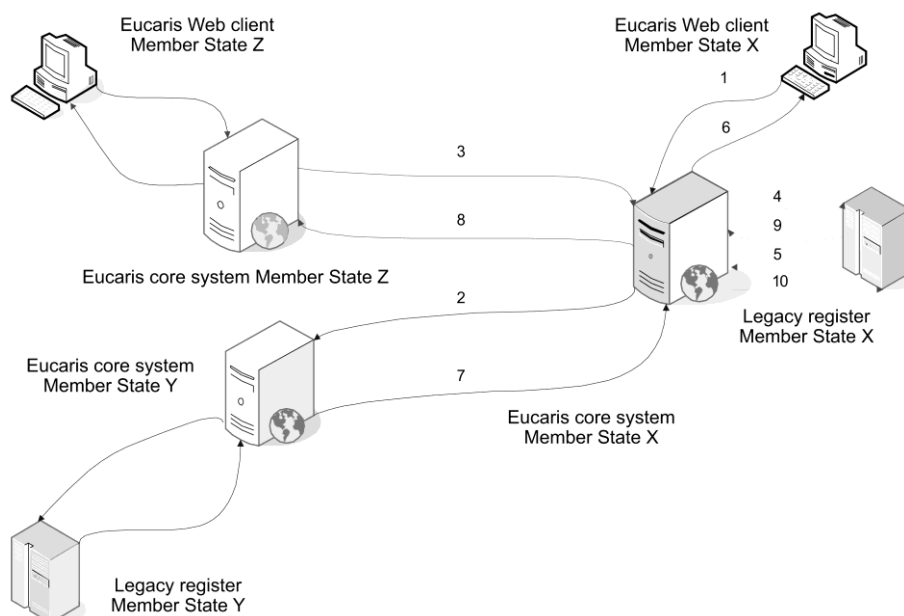 Eucaris Web client
Member State Z
Eucaris Web client
Member State X
1
6
3
4
8
9
5
10
Eucaris core system Member State Z
Legacy register
Member State X
2
Eucaris core system
Member State Y
7
Eucaris core system
Member State X
Legacy register
Member State Y